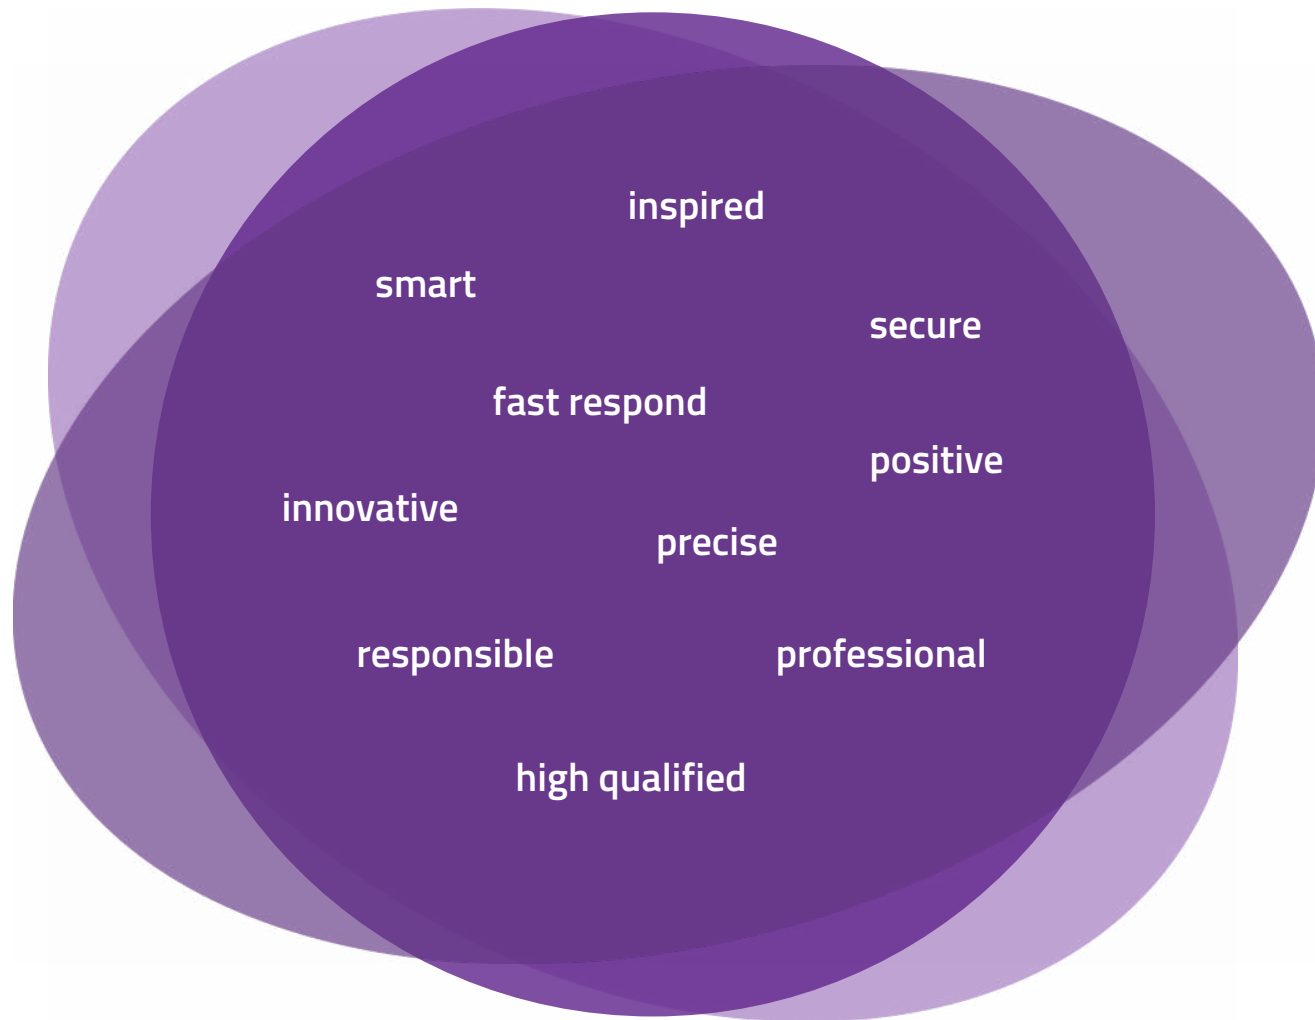 inspired
smart
secure
fast respond
positive
innovative
precise
responsible
professional
high qualified